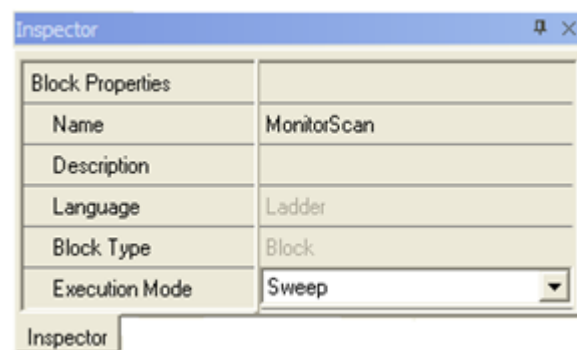 Inspector
Block Properties
Name MonitorScan
Description
Language Ladder
Block Type Block
Execution Mode Sweep
Inspector